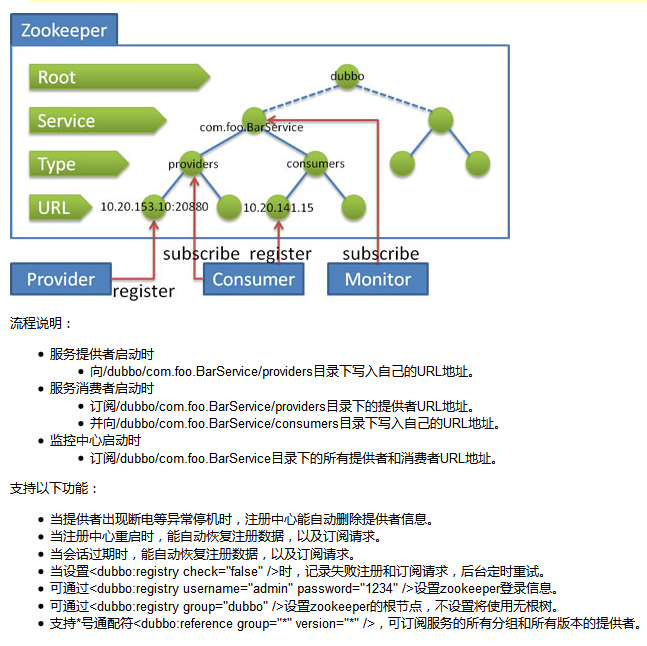 Zookeeper
Root
dubbo
Service
com.foo.BarService
Type
providers
consumers
URL
10.20.153.10:20880
10.20.141.15
subscribe
register
subscribe
Provider
Consumer
Monitor
register
流程说明：
服务提供者启动时
向/dubbo/com.foo.BarService/providers目录下写入自己的URL地址。
服务消费者启动时
订阅/dubbo/com.foo.BarService/providers目录下的提供者URL地址。
并向/dubbo/com.foo.BarService/consumers目录下写入自己的URL地址。
监控中心启动时
订阅/dubbo/com.foo.BarService目录下的所有提供者和消费者URL地址。
支持以下功能：
当提供者出现断电等异常停机时，注册中心能自动删除提供者信息。
当注册中心重启时，能自动恢复注册数据，以及订阅请求。
当会话过期时，能自动恢复注册数据，以及订阅请求。
当设置<dubbo:registry check="false" />时，记录失败注册和订阅请求，后台定时重试。
可通过<dubbo:registry username="admin" password="1234" />设置zookeeper登录信息。
可通过<dubbo:registry group="dubbo" />设置zookeeper的根节点，不设置将使用无根树。
支持*号通配符<dubbo:reference group="*" version="*" />，可订阅服务的所有分组和所有版本的提供者。